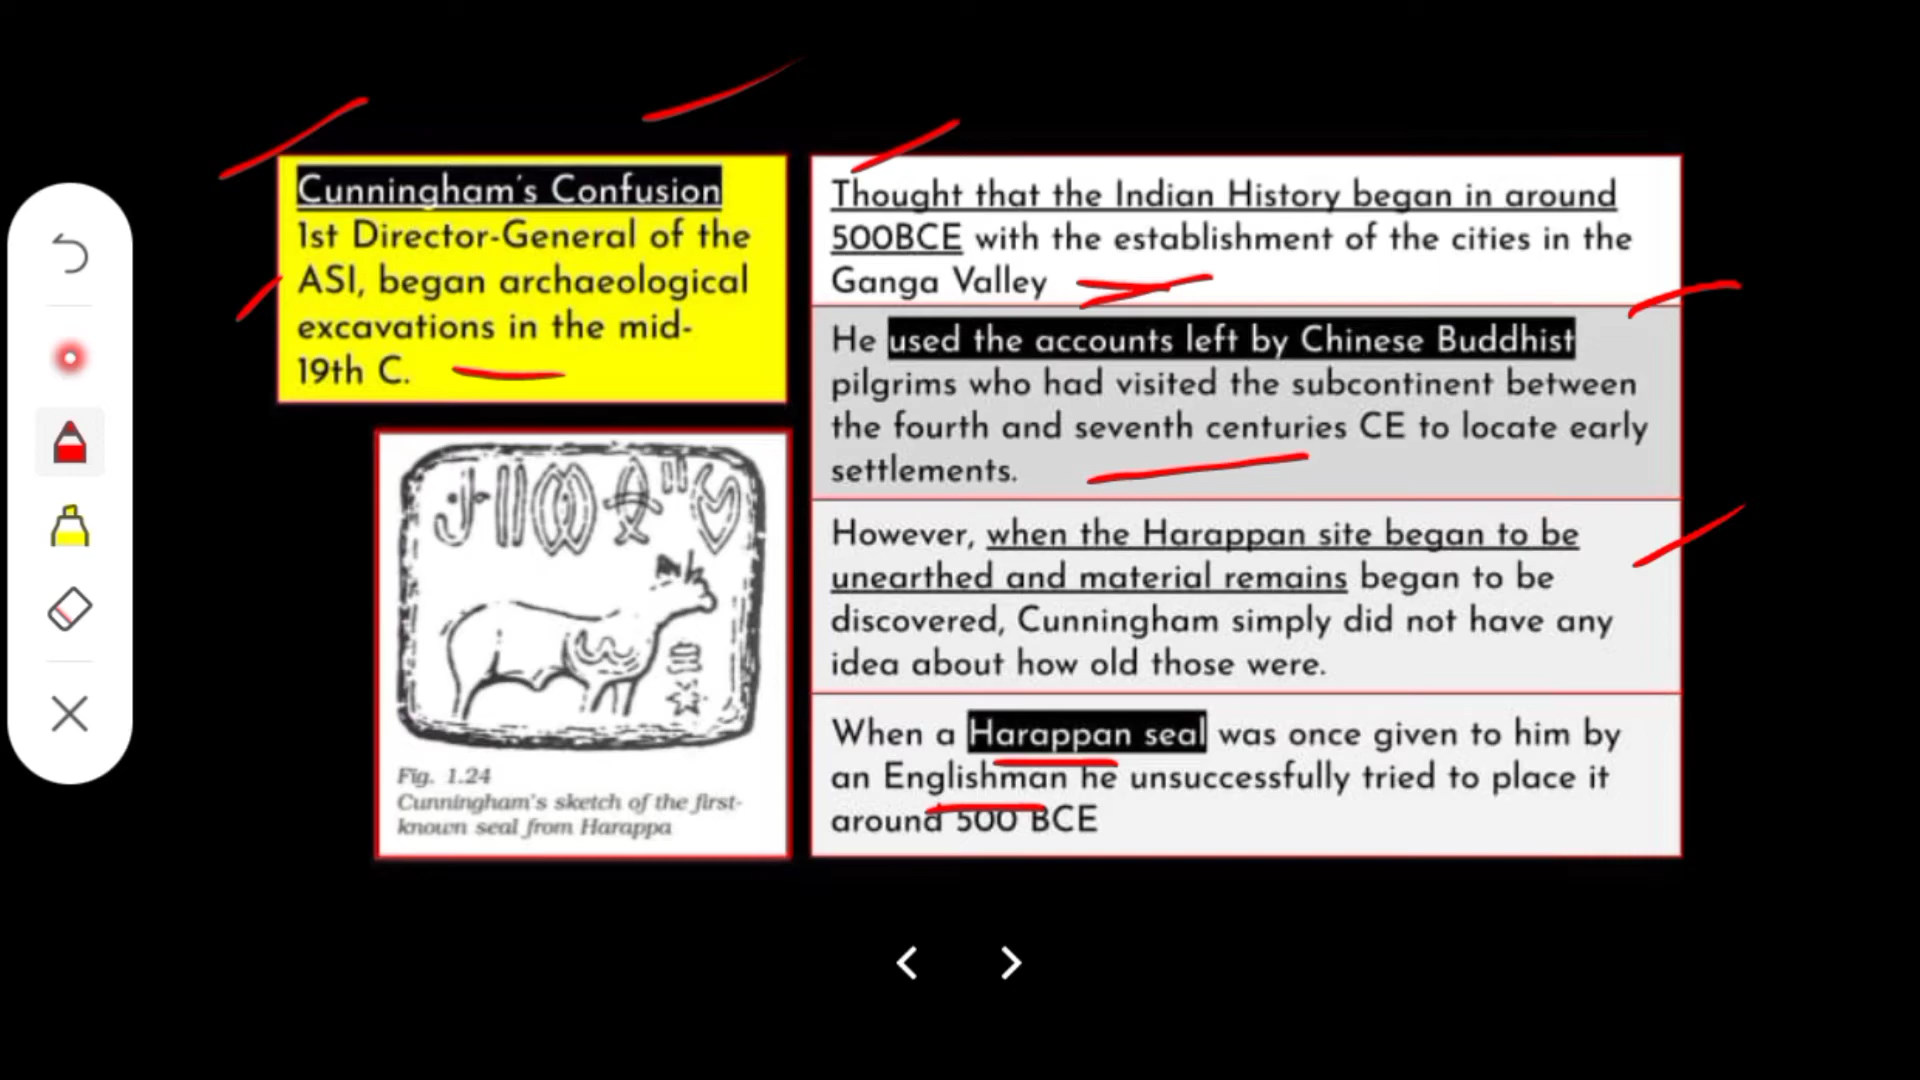 Cunningham's Confusion
1st Director-General of the
ASI, began archaeological
excavations in the mid-
19th C.
Fig. 1.24
Cunningham's sketch of the first-
known seal from Harappa
Thought that the Indian History began in around
500BCE with the establishment of the cities in the
Ganga Valley
He used the accounts left by Chinese Buddhist
pilgrims who had visited the subcontinent between
the fourth and seventh centuries CE to locate early
settlements.
However, when the Harappan site began to be
unearthed and material remains began to be
discovered, Cunningham simply did not have any
idea about how old those were.
When a Harappan seal was once given to him by
an Englishman he unsuccessfully tried to place it
around 500 BCE